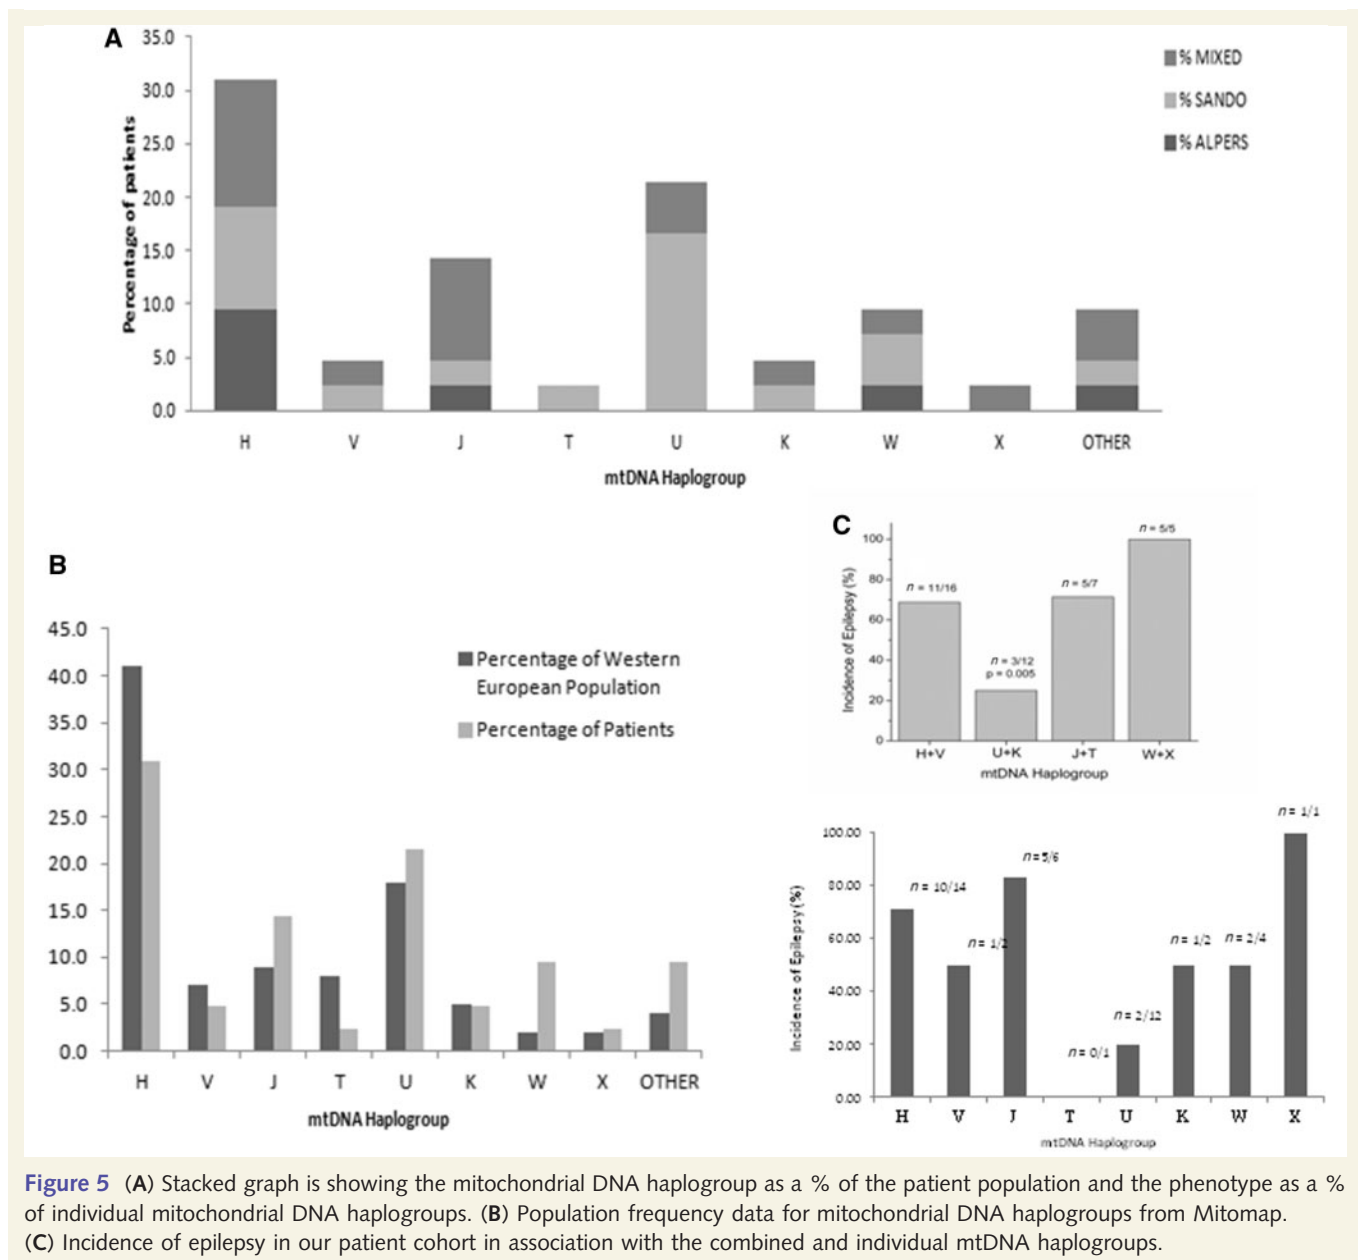 A
Percentage of patients
35.0
30.0
25.0
20.0
15.0
10.0
5.0
0.0
% MIXED
% SANDO
% ALPERS
H V J T U K W X OTHER
mtDNA Haplogroup
B
45.0
40.0
35.0
30.0
25.0
20.0
15.0
10.0
5.0
0.0
Percentage of Western
European Population
Percentage of Patients
H V J T U K W X OTHER
mtDNA Haplogroup
C
Incidence of Epilepsy (%)
100
80
60
40
20
0
n = 11/16
n = 3/12
p = 0.005
n = 5/7
n = 5/5
H+V U+K J+T W+X
mtDNA Haplogroup
Incidence of Epilepsy (%)
100.00
80.00
60.00
40.00
20.00
0.00
n = 10/14
n = 1/2
n = 5/6
n = 0/1
n = 2/12
n = 1/2
n = 2/4
n = 1/1
H V J T U K W X
mtDNA Haplogroup
Figure 5 (A) Stacked graph is showing the mitochondrial DNA haplogroup as a % of the patient population and the phenotype as a %
of individual mitochondrial DNA haplogroups. (B) Population frequency data for mitochondrial DNA haplogroups from Mitomap.
(C) Incidence of epilepsy in our patient cohort in association with the combined and individual mtDNA haplogroups.